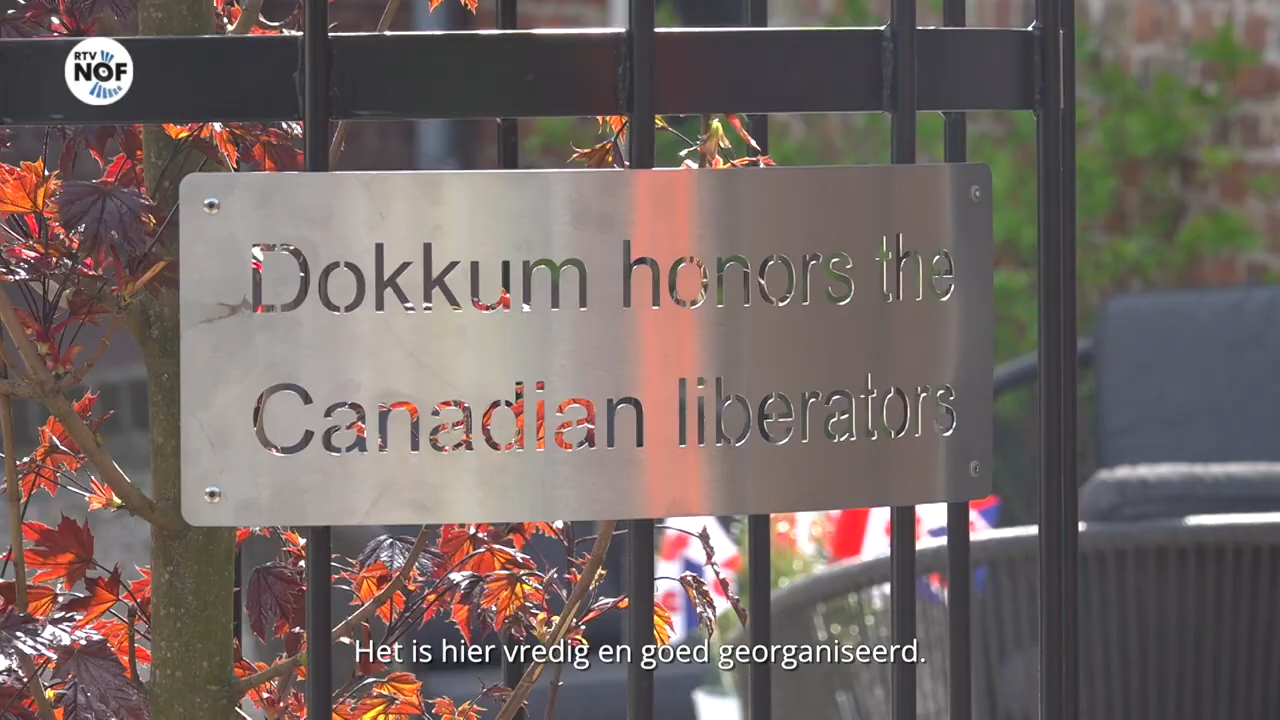 RTV
NOF
Dokkum honors the
Canadian liberators
Het is hier vredig en goed georganiseerd.